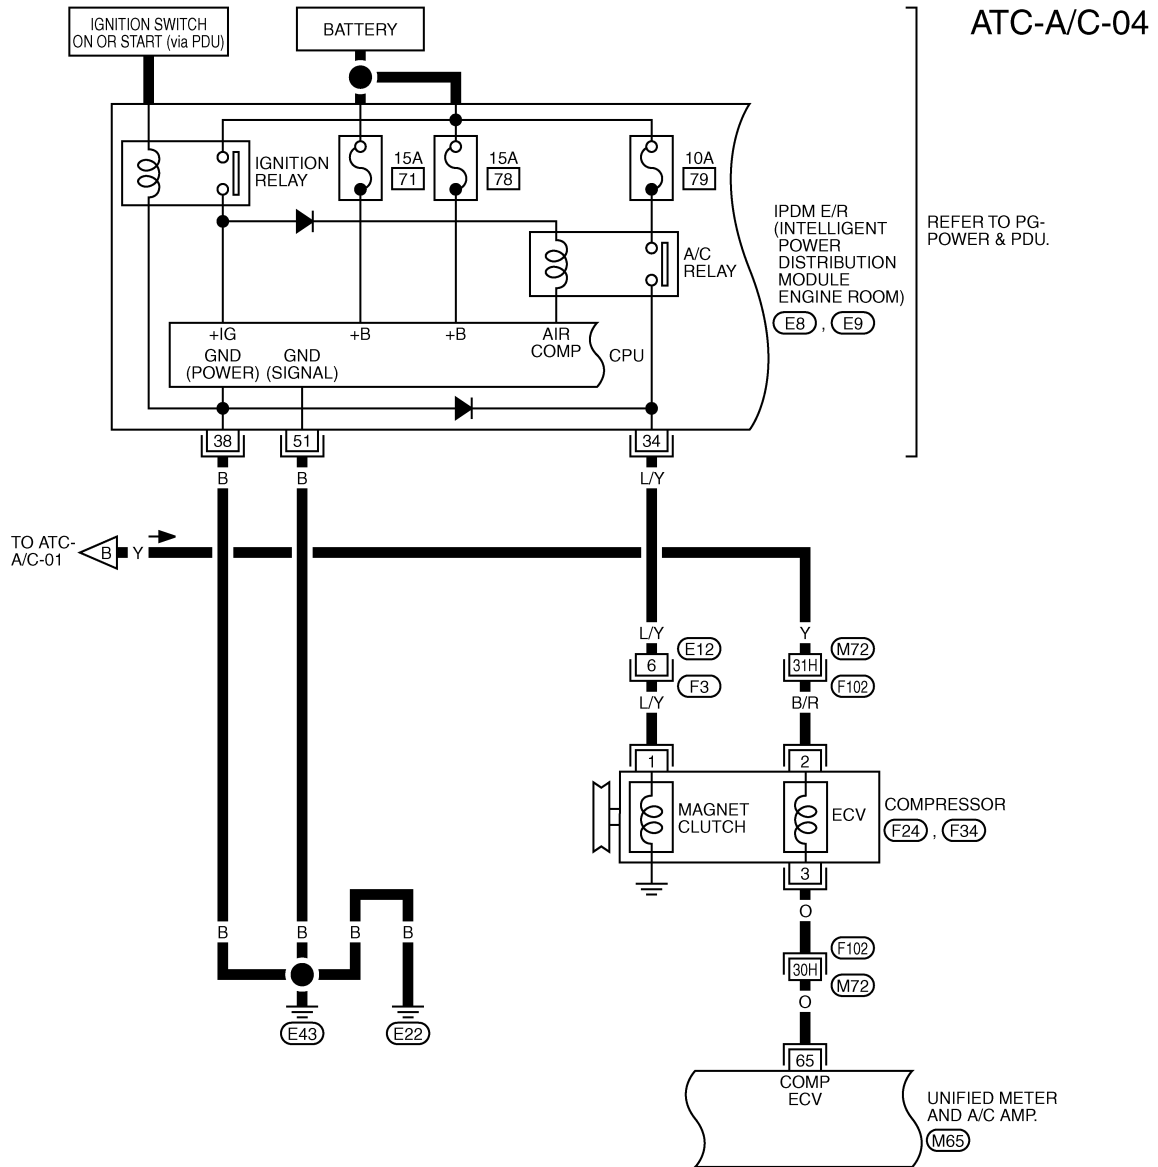 ATC-A/C-04
IGNITION SWITCH
ON OR START (via PDU)
BATTERY
IGNITION
RELAY
15A
71
15A
78
10A
79
A/C
RELAY
IPDM E/R
(INTELLIGENT
POWER
DISTRIBUTION
MODULE
ENGINE ROOM)
E8 , E9
REFER TO PG-
POWER & PDU.
+IG
+B
+B
AIR
COMP
GND
(POWER)
GND
(SIGNAL)
CPU
38
51
34
B
B
L/Y
TO ATC-
A/C-01
B
Y
L/Y
Y
6
E12
F3
31H
M72
F102
L/Y
B/R
1
2
MAGNET
CLUTCH
ECV
COMPRESSOR
F24 , F34
3
O
B
B
B
B
F102
30H
M72
O
E43
E22
65
COMP
ECV
UNIFIED METER
AND A/C AMP.
M65